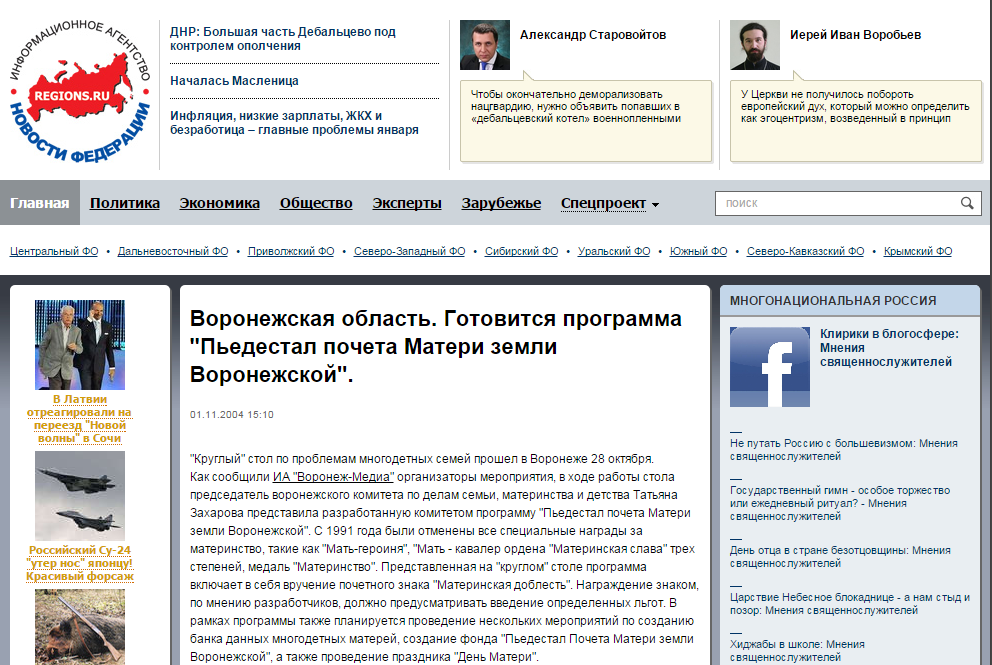 ИНФОРМАЦИОННОЕ АГЕНТСТВО
REGIONS.RU
НОВОСТИ ФЕДЕРАЦИИ
ДНР: Большая часть Дебальцево под
контролем ополчения
Началась Масленица
Инфляция, низкие зарплаты, ЖКХ и
безработица – главные проблемы января
Александр Старовойтов
Чтобы окончательно деморализовать
нацгвардию, нужно объявить попавших в
«дебальцевский котел» военнопленными
Иерей Иван Воробьев
У Церкви не получилось побороть
европейский дух, который можно определить
как эгоцентризм, возведенный в принцип
Главная Политика Экономика Общество Эксперты Зарубежье Спецпроект поиск
Центральный ФО • Дальневосточный ФО • Приволжский ФО • Северо-Западный ФО • Сибирский ФО • Уральский ФО • Южный ФО • Северо-Кавказский ФО • Крымский ФО
В Латвии
отреагировали на
переезд "Новой
волны" в Сочи
Российский Су-24
"утер нос" японцу!
Красивый форсаж
Воронежская область. Готовится программа
"Пьедестал почета Матери земли
Воронежской".
01.11.2004 15:10
"Круглый" стол по проблемам многодетных семей прошел в Воронеже 28 октября.
Как сообщили ИА "Воронеж-Медиа" организаторы мероприятия, в ходе работы стола
председатель воронежского комитета по делам семьи, материнства и детства Татьяна
Захарова представила разработанную комитетом программу "Пьедестал почета Матери
земли Воронежской". С 1991 года были отменены все специальные награды за
материнство, такие как "Мать-героиня", "Мать - кавалер ордена "Материнская слава" трех
степеней, медаль "Материнство". Представленная на "круглом" столе программа
включает в себя вручение почетного знака "Материнская доблесть". Награждение знаком,
по мнению разработчиков, должно предусматривать введение определенных льгот. В
рамках программы также планируется проведение нескольких мероприятий по созданию
банка данных многодетных матерей, создание фонда "Пьедестал Почета Матери земли
Воронежской", а также проведение праздника "День Матери".
МНОГОНАЦИОНАЛЬНАЯ РОССИЯ
f
Клирики в блогосфере:
Мнения
священнослужителей
Не путать Россию с большевизмом: Мнения
священнослужителей
Государственный гимн - особое торжество
или ежедневный ритуал? - Мнения
священнослужителей
День отца в стране безотцовщины: Мнения
священнослужителей
Царствие Небесное блокаднице - а нам стыд и
позор: Мнения священнослужителей
Хиджабы в школе: Мнения
священнослужителей